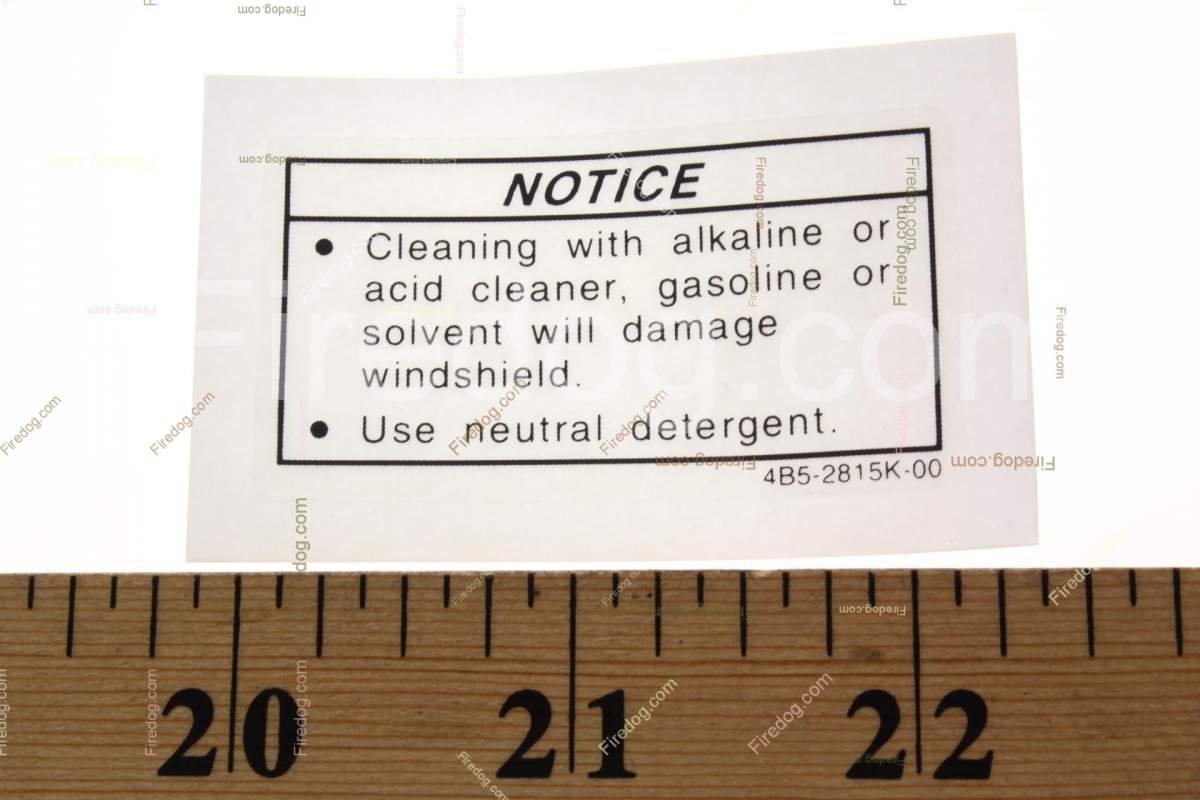 NOTICE
• Cleaning with alkaline or
acid cleaner, gasoline or
solvent will damage
windshield.
• Use neutral detergent.
4B5-2815K-00
Firedog.com
20 21 22